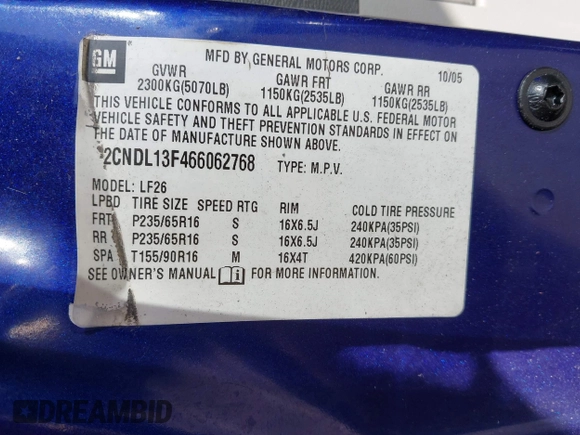 GM
MFD BY GENERAL MOTORS CORP.
10/05
GVWR GAWR FRT GAWR RR
2300KG(5070LB) 1150KG(2535LB) 1150KG(2535LB)
THIS VEHICLE CONFORMS TO ALL APPLICABLE U.S. FEDERAL MOTOR
VEHICLE SAFETY AND THEFT PREVENTION STANDARDS IN EFFECT ON
THE DATE OF MANUFACTURE SHOWN ABOVE.
2CNDL13F466062768 TYPE: M.P.V.
MODEL: LF26
LPBD TIRE SIZE SPEED RTG RIM COLD TIRE PRESSURE
FRT P235/65R16 S 16X6.5J 240KPA(35PSI)
RR P235/65R16 S 16X6.5J 240KPA(35PSI)
SPA T155/90R16 M 16X4T 420KPA(60PSI)
SEE OWNER'S MANUAL FOR MORE INFORMATION.
DREAMBID